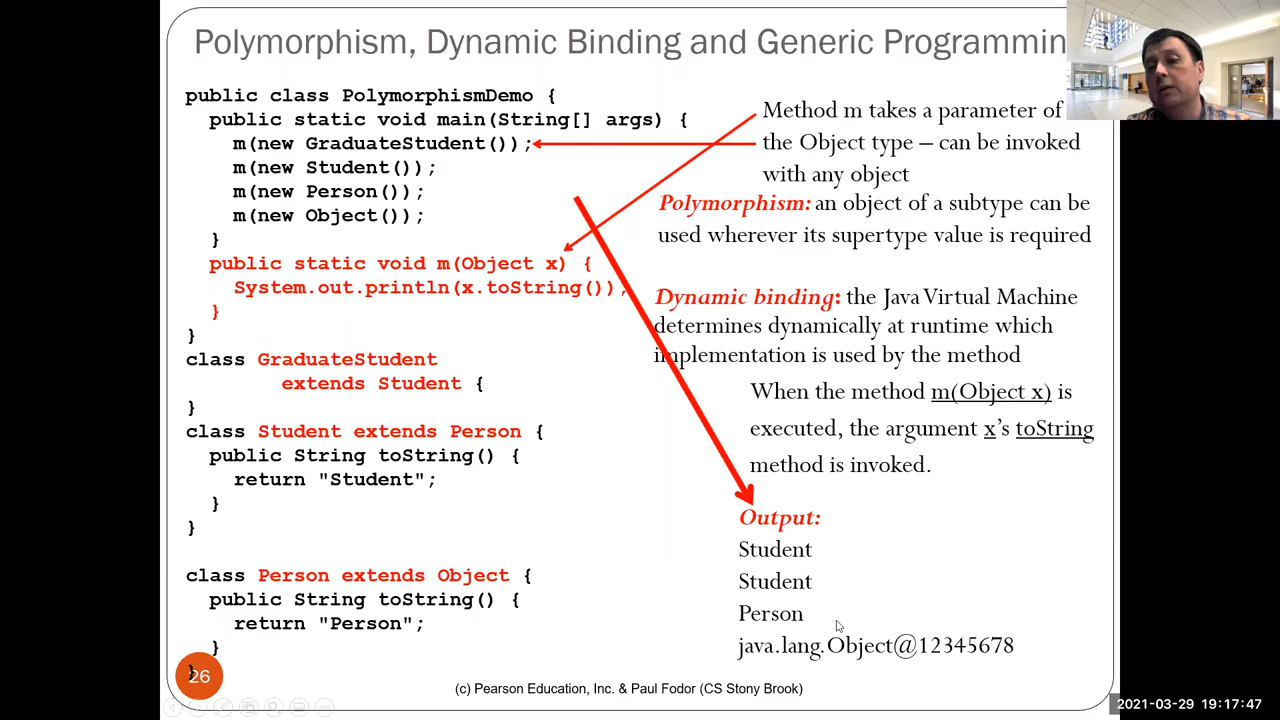 Polymorphism, Dynamic Binding and Generic Programmin
public class PolymorphismDemo {
public static void main(String[] args) {
m(new GraduateStudent());
m(new Student());
m(new Person());
m(new Object());
}
public static void m(Object x) {
System.out.println(x.toString());
}
}
class GraduateStudent
extends Student {
}
class Student extends Person {
public String toString() {
return "Student";
}
}
class Person extends Object {
public String toString() {
return "Person";
}
}
Method m takes a parameter of
the Object type – can be invoked
with any object
Polymorphism: an object of a subtype can be
used wherever its supertype value is required
Dynamic binding: the Java Virtual Machine
determines dynamically at runtime which
implementation is used by the method
When the method m(Object x) is
executed, the argument x's toString
method is invoked.
Output:
Student
Student
Person
java.lang.Object@12345678
26
(c) Pearson Education, Inc. & Paul Fodor (CS Stony Brook)
2021-03-29 19:17:47